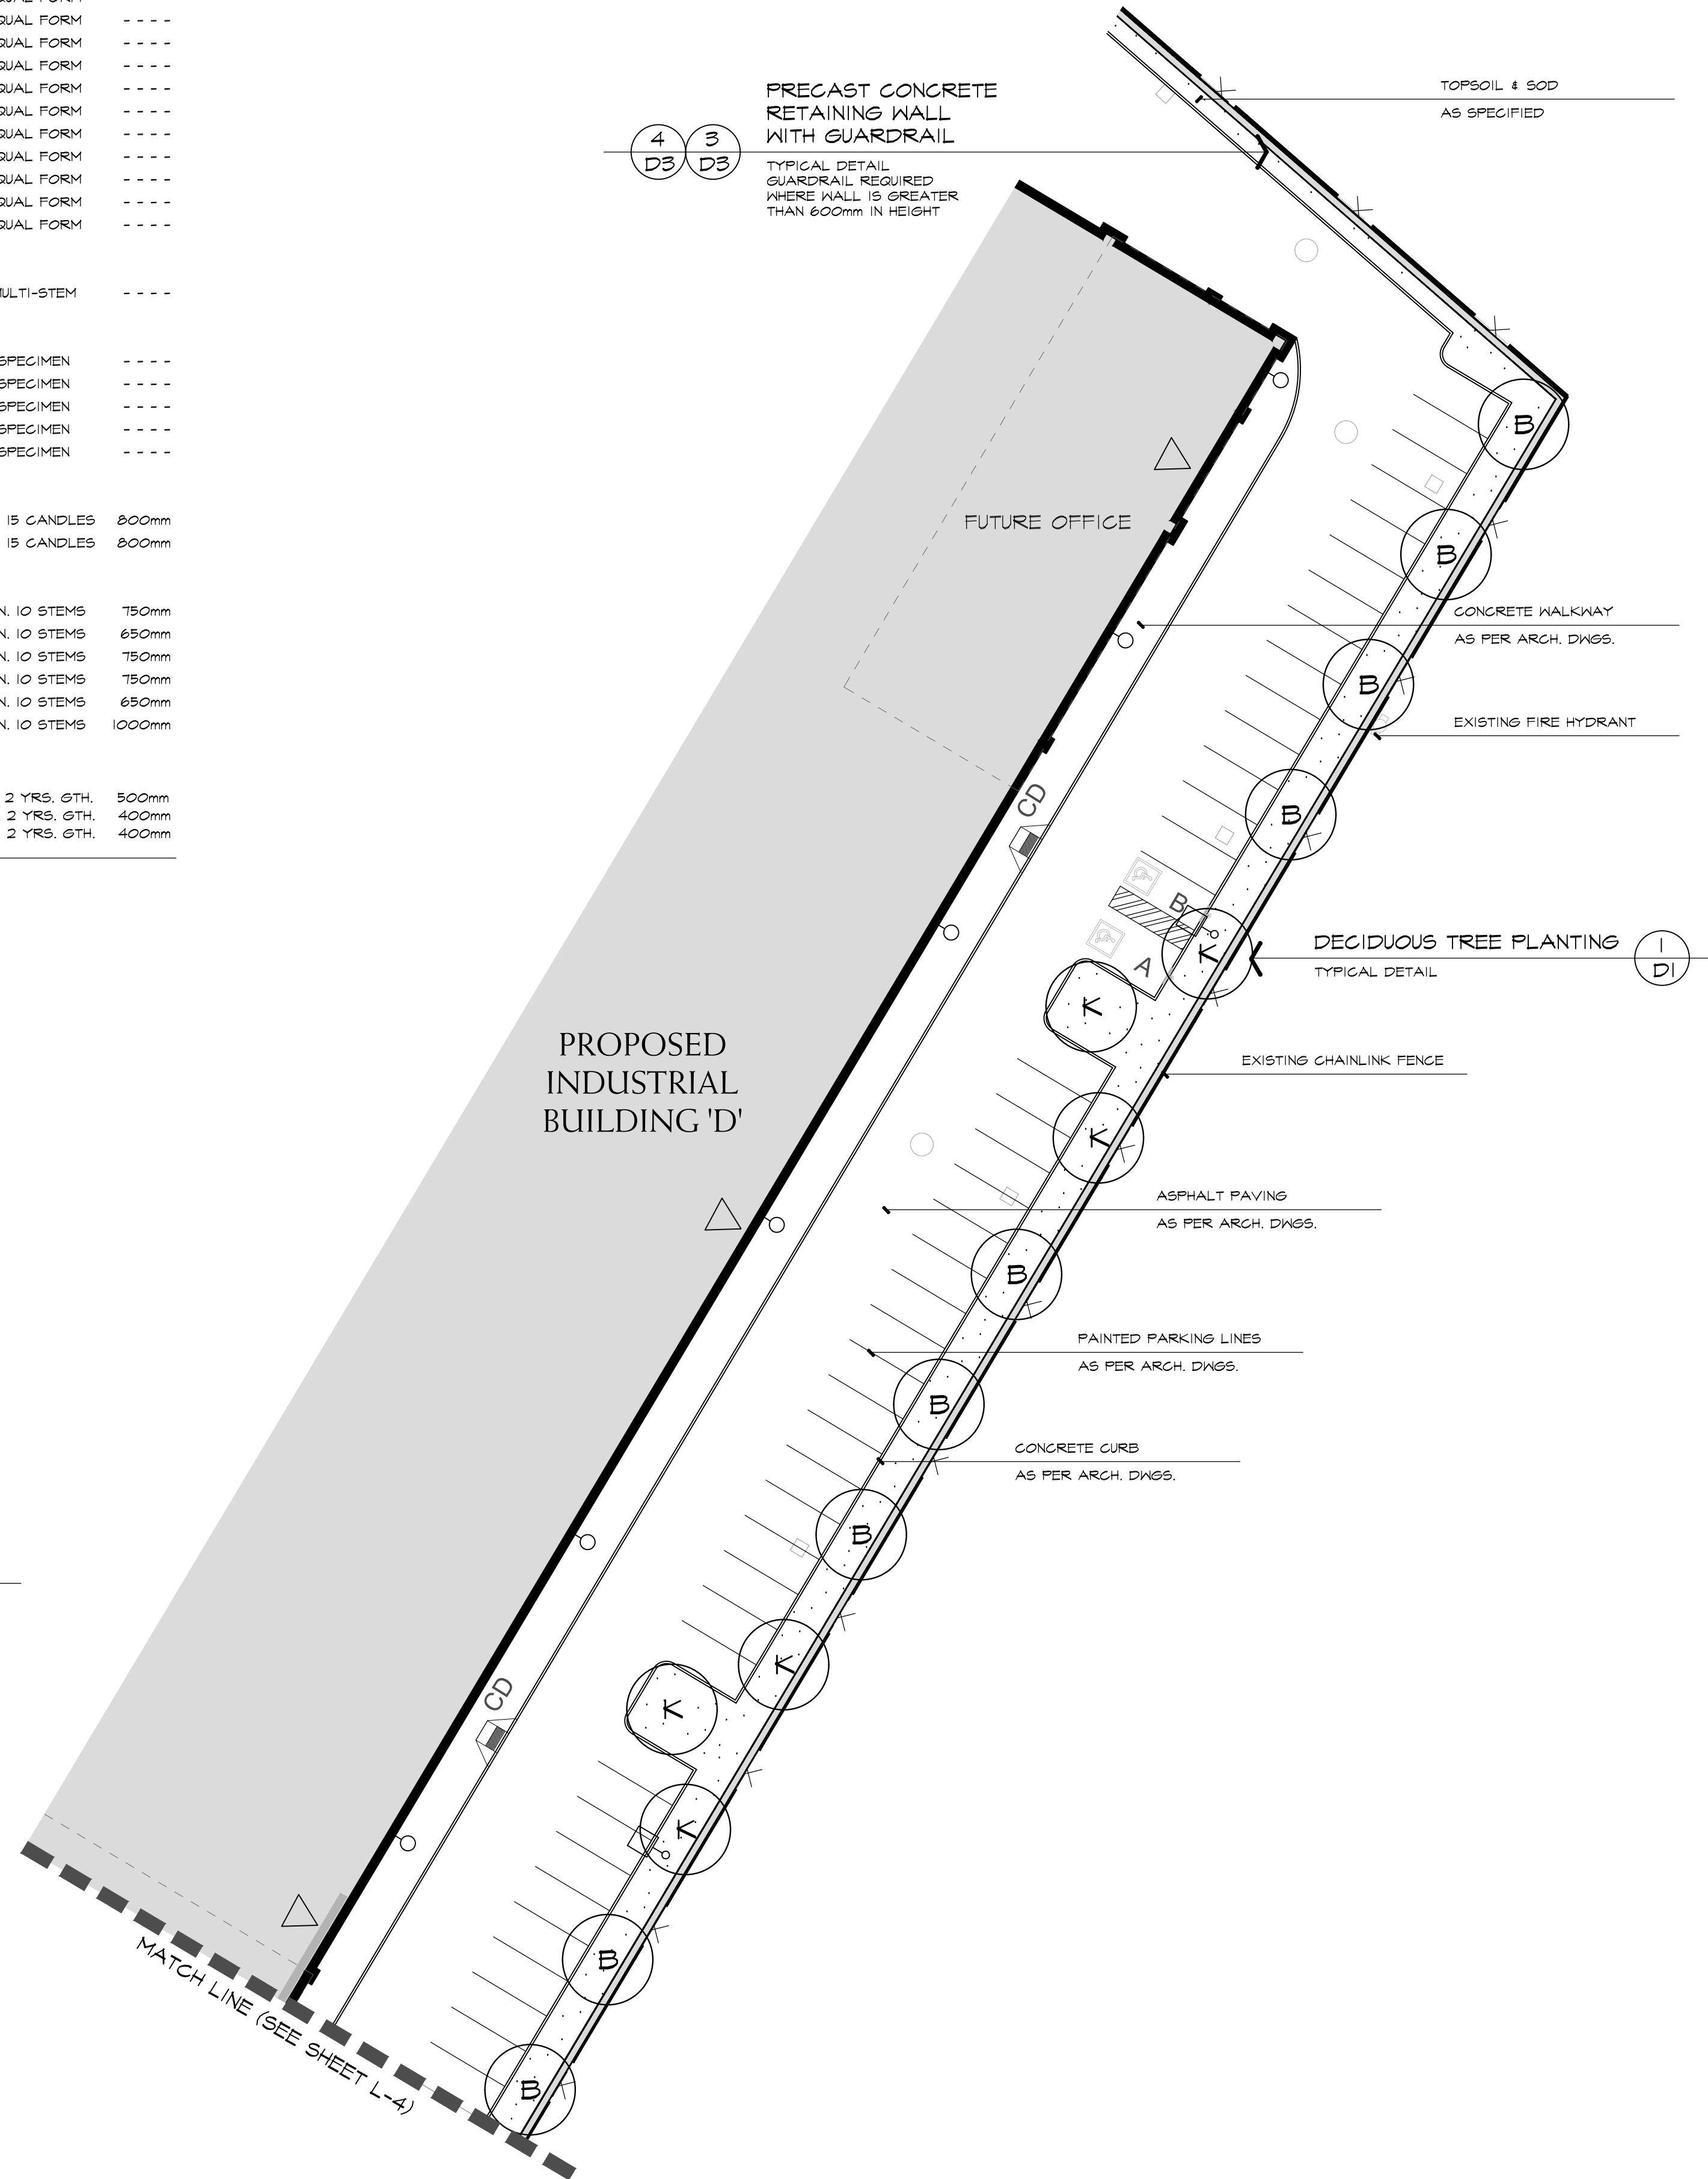 QUAL FORM - - - -
QUAL FORM - - - -
QUAL FORM - - - -
QUAL FORM - - - -
QUAL FORM - - - -
QUAL FORM - - - -
QUAL FORM - - - -
QUAL FORM - - - -
QUAL FORM - - - -
QUAL FORM - - - -
MULTI-STEM - - - -
SPECIMEN - - - -
SPECIMEN - - - -
SPECIMEN - - - -
SPECIMEN - - - -
SPECIMEN - - - -
15 CANDLES 800mm
15 CANDLES 800mm
N. 10 STEMS 750mm
N. 10 STEMS 650mm
N. 10 STEMS 750mm
N. 10 STEMS 750mm
N. 10 STEMS 650mm
N. 10 STEMS 1000mm
2 YRS. GTH. 500mm
2 YRS. GTH. 400mm
2 YRS. GTH. 400mm
4
D3
3
D3
PRECAST CONCRETE
RETAINING WALL
WITH GUARDRAIL
TYPICAL DETAIL
GUARDRAIL REQUIRED
WHERE WALL IS GREATER
THAN 600mm IN HEIGHT
TOPSOIL & SOD
AS SPECIFIED
B
FUTURE OFFICE
B
CONCRETE WALKWAY
AS PER ARCH. DWGS.
B
EXISTING FIRE HYDRANT
CD
B
B
A
K
K
DECIDUOUS TREE PLANTING
TYPICAL DETAIL
1
D1
PROPOSED
INDUSTRIAL
BUILDING 'D'
EXISTING CHAINLINK FENCE
K
ASPHALT PAVING
AS PER ARCH. DWGS.
B
PAINTED PARKING LINES
AS PER ARCH. DWGS.
B
CONCRETE CURB
AS PER ARCH. DWGS.
B
K
CD
K
K
B
B
MATCH LINE (SEE SHEET L-4)